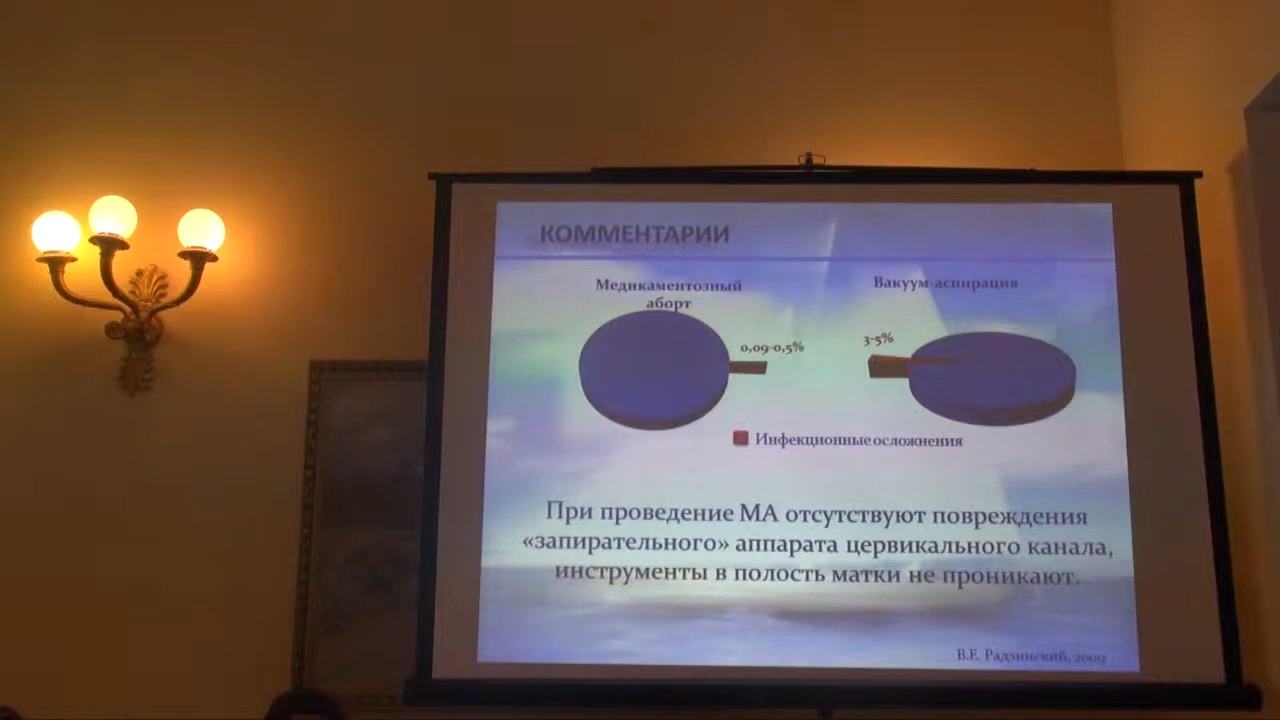 КОММЕНТАРИИ
Медикаментозный
аборт
Вакуум-аспирация
0,09-0,5%
3-5%
Инфекционные осложнения
При проведение МА отсутствуют повреждения
«запирательного» аппарата цервикального канала,
инструменты в полость матки не проникают.
В.Е. Радзинский, 2009